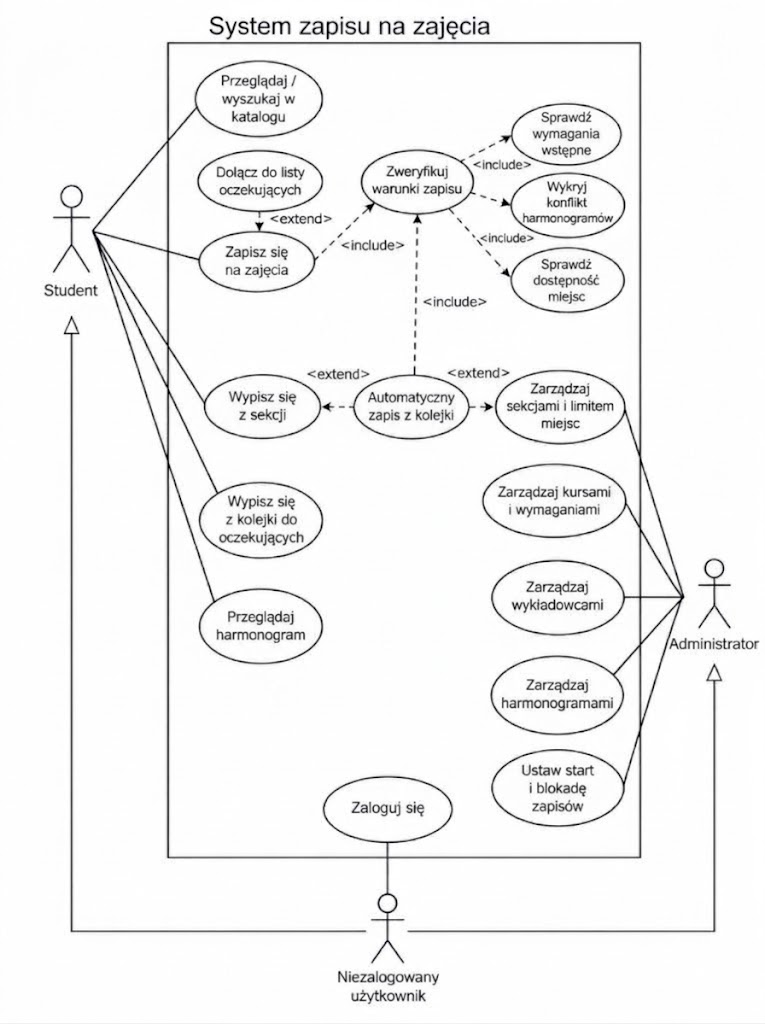 System zapisu na zajęcia
Przeglądaj /
wyszukaj w
katalogu
Dołącz do listy
oczekujących
<extend>
Zapisz się
na zajęcia
<include>
Zweryfikuj
warunki zapisu
<include>
Sprawdź
wymagania
wstępne
Wykryj
konflikt
harmonogramów
<include>
Sprawdź
dostępność
miejsc
<include>
Student
<extend>
<extend>
Wypisz się
z sekcji
Automatyczny
zapis z kolejki
Zarządzaj
sekcjami i limitem
miejsc
Wypisz się
z kolejki do
oczekujących
Zarządzaj kursami
i wymaganiami
Przeglądaj
harmonogram
Zarządzaj
wykładowcami
Administrator
Zarządzaj
harmonogramami
Ustaw start
i blokadę
zapisów
Zaloguj się
Niezalogowany
użytkownik